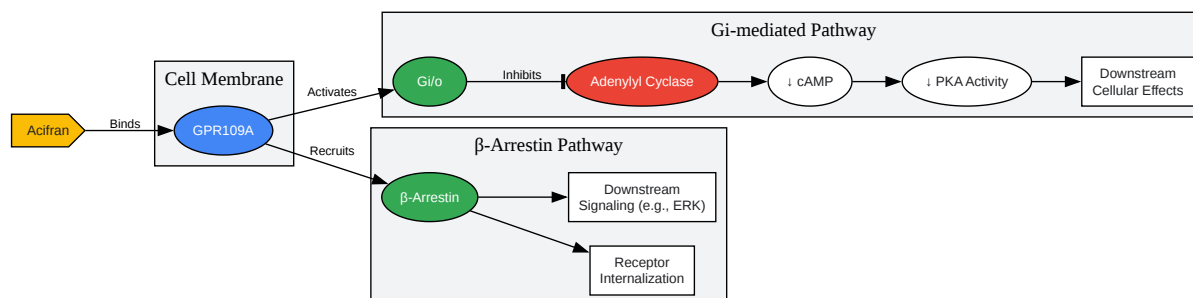 Gi-mediated Pathway
Cell Membrane
Acifran
Binds
GPR109A
Activates
Gi/o
Inhibits
Adenylyl Cyclase
↓ cAMP
↓ PKA Activity
Downstream
Cellular Effects
Recruits
β-Arrestin Pathway
β-Arrestin
Downstream
Signaling (e.g., ERK)
Receptor
Internalization